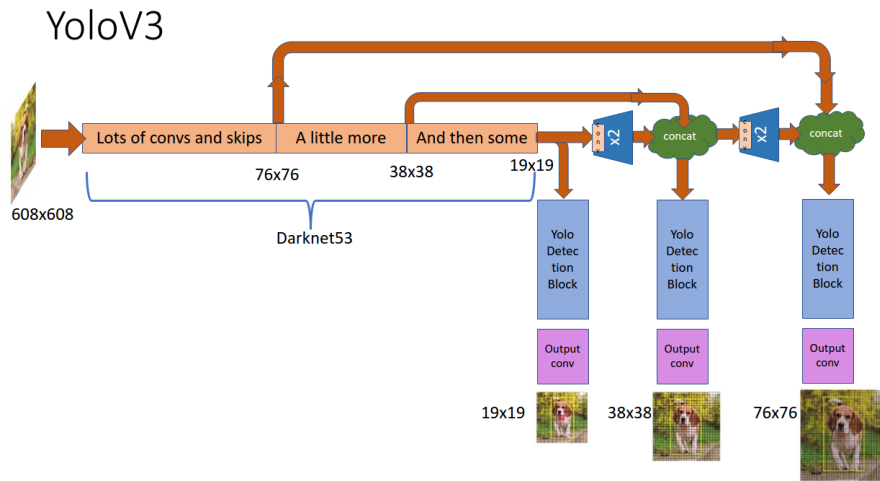 YoloV3
Lots of convs and skips
A little more
And then some
conv
x2
concat
conv
x2
concat
76x76
38x38
19x19
608x608
Darknet53
Yolo
Detec
tion
Block
Yolo
Detec
tion
Block
Yolo
Detec
tion
Block
Output
conv
Output
conv
Output
conv
19x19
38x38
76x76